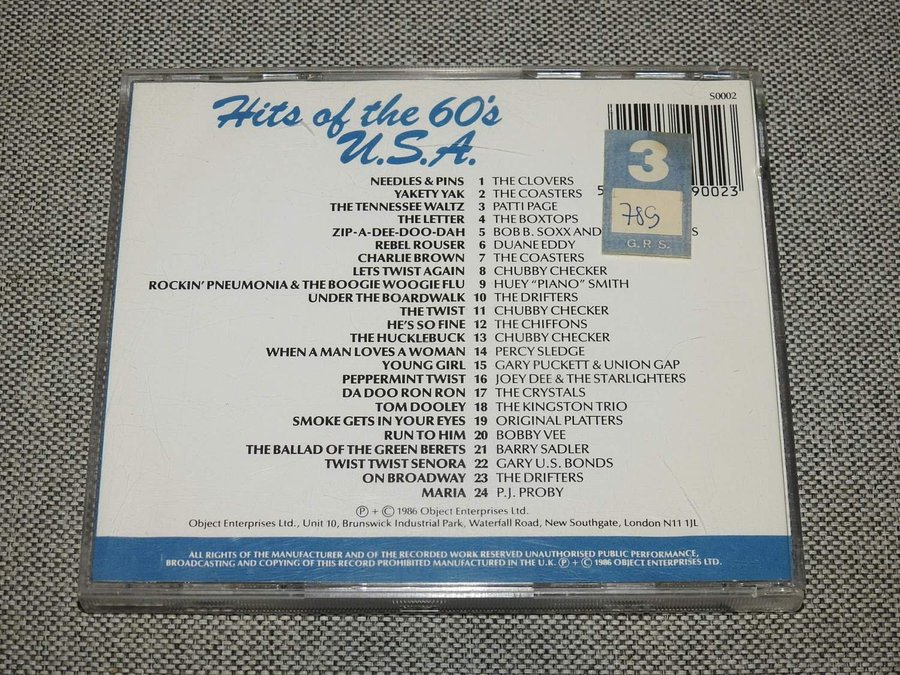 S0002
Hits of the 60's
U.S.A.
3
789
G.R.S.
5 90023
NEEDLES & PINS 1 THE CLOVERS
YAKETY YAK 2 THE COASTERS
THE TENNESSEE WALTZ 3 PATTI PAGE
THE LETTER 4 THE BOXTOPS
ZIP-A-DEE-DOO-DAH 5 BOB B. SOXX AND S
REBEL ROUSER 6 DUANE EDDY
CHARLIE BROWN 7 THE COASTERS
LETS TWIST AGAIN 8 CHUBBY CHECKER
ROCKIN' PNEUMONIA & THE BOOGIE WOOGIE FLU 9 HUEY "PIANO" SMITH
UNDER THE BOARDWALK 10 THE DRIFTERS
THE TWIST 11 CHUBBY CHECKER
HE'S SO FINE 12 THE CHIFFONS
THE HUCKLEBUCK 13 CHUBBY CHECKER
WHEN A MAN LOVES A WOMAN 14 PERCY SLEDGE
YOUNG GIRL 15 GARY PUCKETT & UNION GAP
PEPPERMINT TWIST 16 JOEY DEE & THE STARLIGHTERS
DA DOO RON RON 17 THE CRYSTALS
TOM DOOLEY 18 THE KINGSTON TRIO
SMOKE GETS IN YOUR EYES 19 ORIGINAL PLATTERS
RUN TO HIM 20 BOBBY VEE
THE BALLAD OF THE GREEN BERETS 21 BARRY SADLER
TWIST TWIST SENORA 22 GARY U.S. BONDS
ON BROADWAY 23 THE DRIFTERS
MARIA 24 P.J. PROBY
Ⓟ + © 1986 Object Enterprises Ltd.
Object Enterprises Ltd., Unit 10, Brunswick Industrial Park, Waterfall Road, New Southgate, London N11 1JL
ALL RIGHTS OF THE MANUFACTURER AND OF THE RECORDED WORK RESERVED UNAUTHORISED PUBLIC PERFORMANCE,
BROADCASTING AND COPYING OF THIS RECORD PROHIBITED MANUFACTURED IN THE U.K. Ⓟ + © 1986 OBJECT ENTERPRISES LTD.